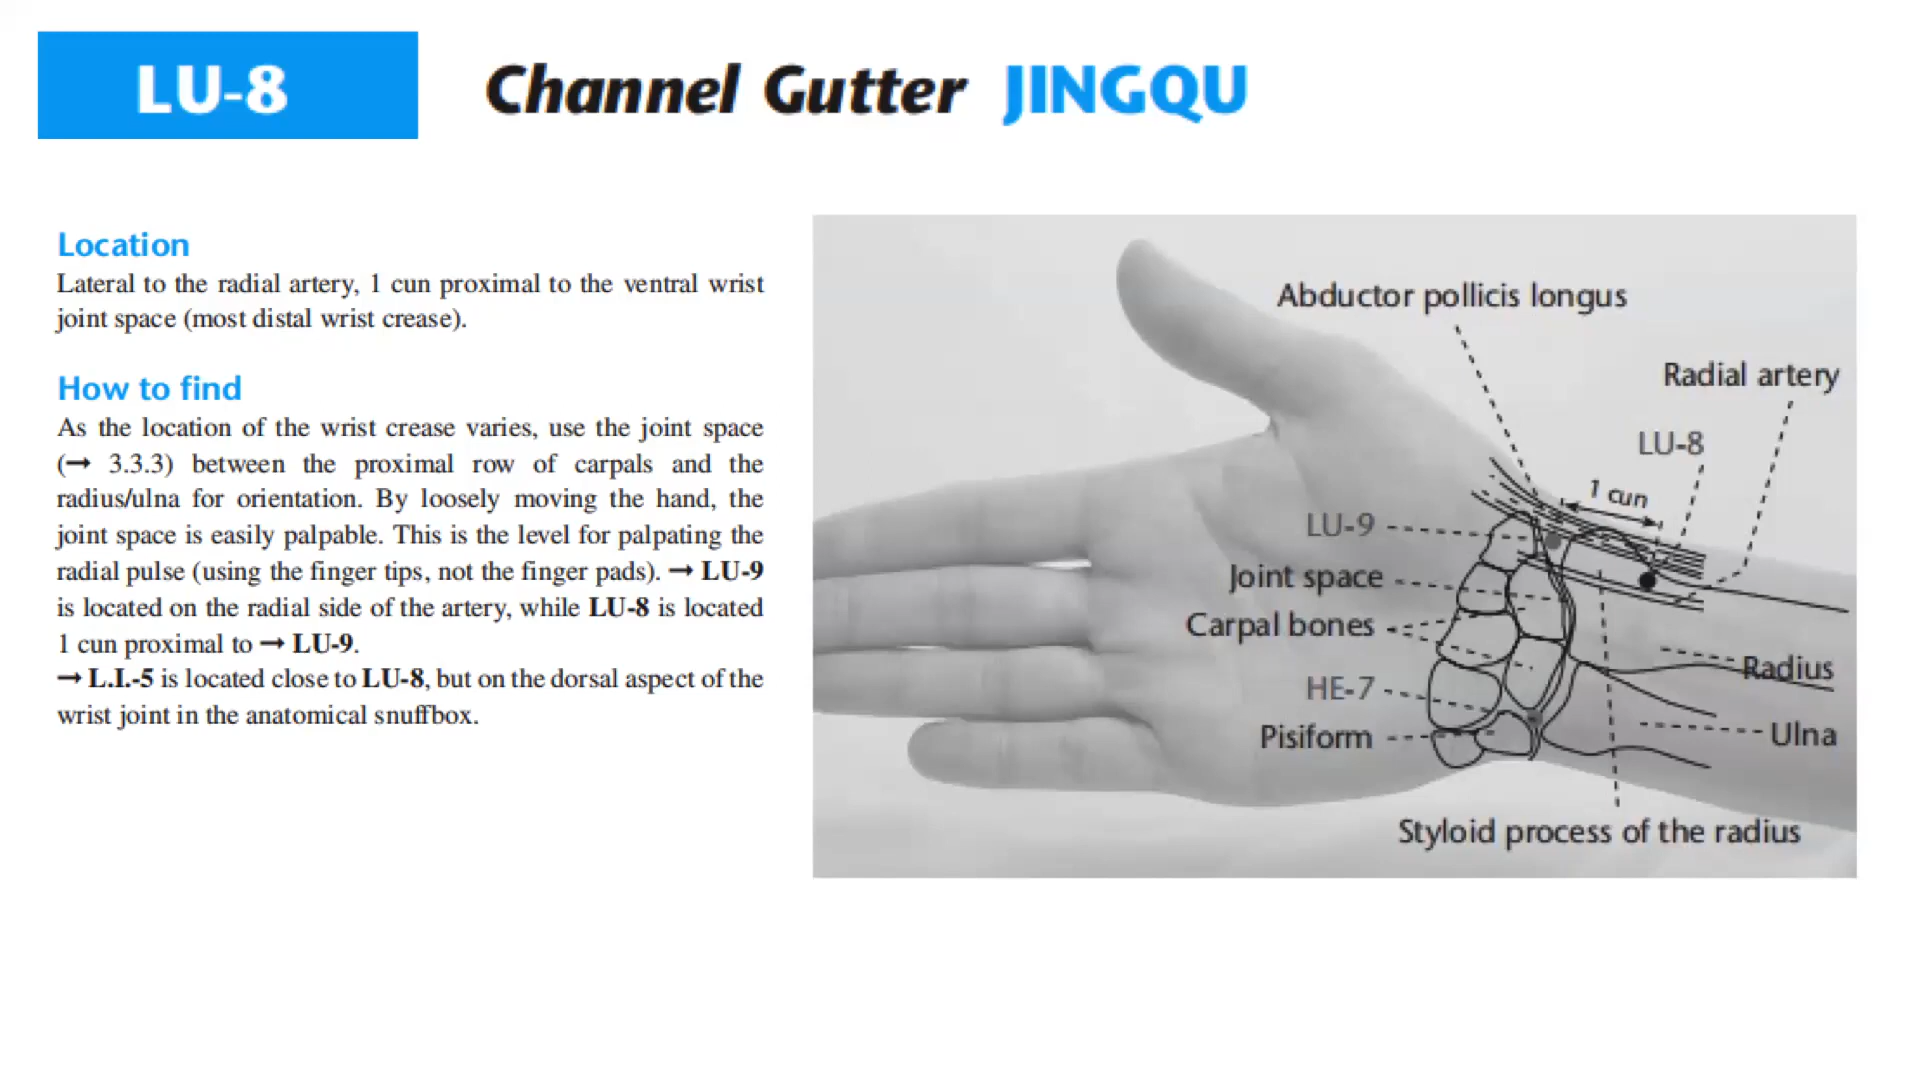 LU-8
Channel Gutter JINGQU
Location
Lateral to the radial artery, 1 cun proximal to the ventral wrist
joint space (most distal wrist crease).
How to find
As the location of the wrist crease varies, use the joint space
(→ 3.3.3) between the proximal row of carpals and the
radius/ulna for orientation. By loosely moving the hand, the
joint space is easily palpable. This is the level for palpating the
radial pulse (using the finger tips, not the finger pads). → LU-9
is located on the radial side of the artery, while LU-8 is located
1 cun proximal to → LU-9.
→ L.I.-5 is located close to LU-8, but on the dorsal aspect of the
wrist joint in the anatomical snuffbox.
Abductor pollicis longus
Radial artery
LU-8
1 cun
LU-9
Joint space
Carpal bones
Radius
HE-7
Pisiform
Ulna
Styloid process of the radius